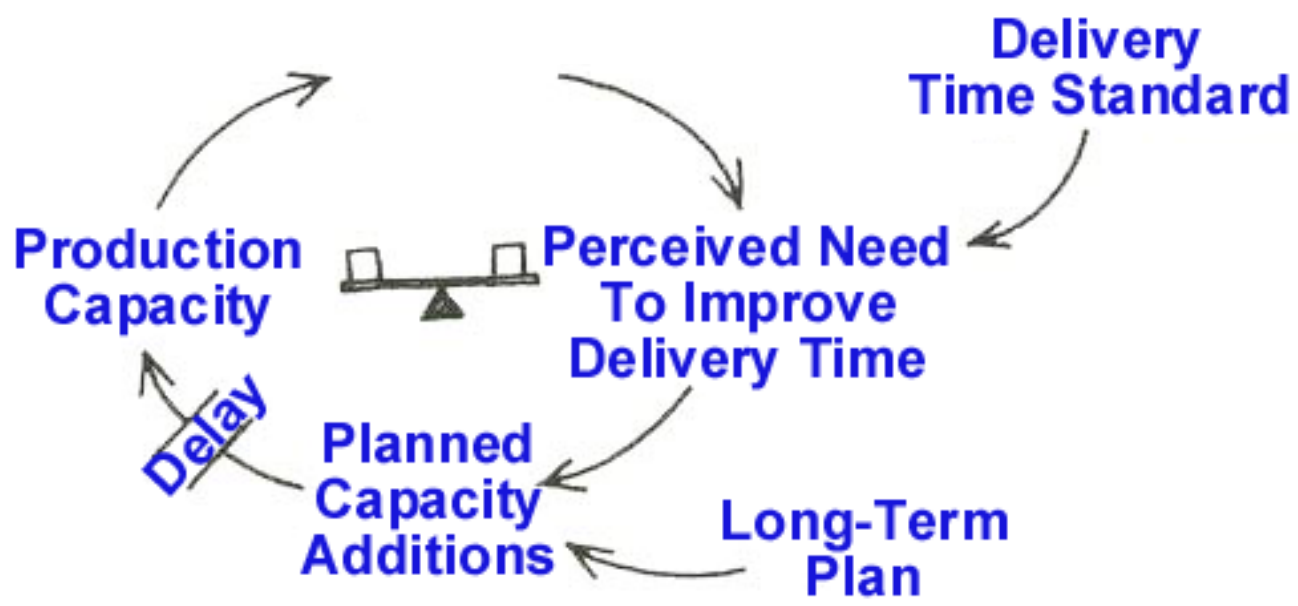 Delivery
Time Standard
Production
Capacity
Perceived Need
To Improve
Delivery Time
Delay
Planned
Capacity
Additions
Long-Term
Plan